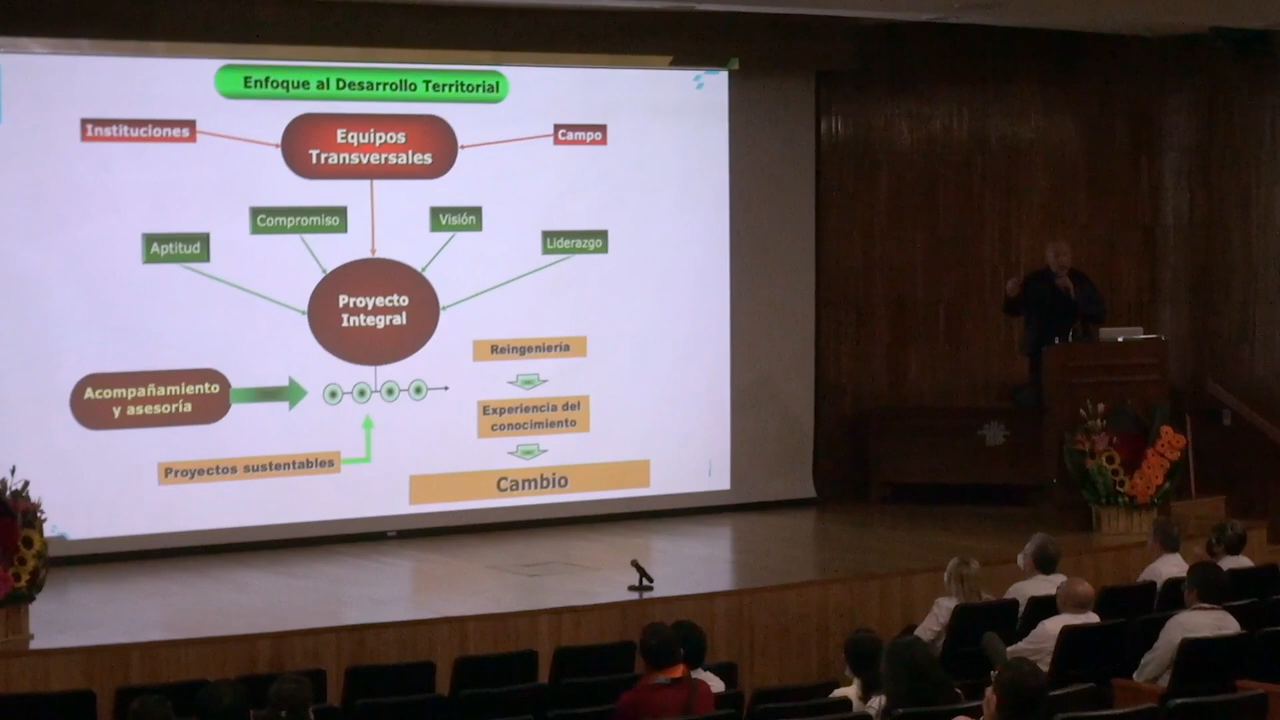 Enfoque al Desarrollo Territorial
Instituciones
Equipos
Transversales
Campo
Compromiso
Visión
Aptitud
Liderazgo
Proyecto
Integral
Reingeniería
Acompañamiento
y asesoría
Experiencia del
conocimiento
Proyectos sustentables
Cambio